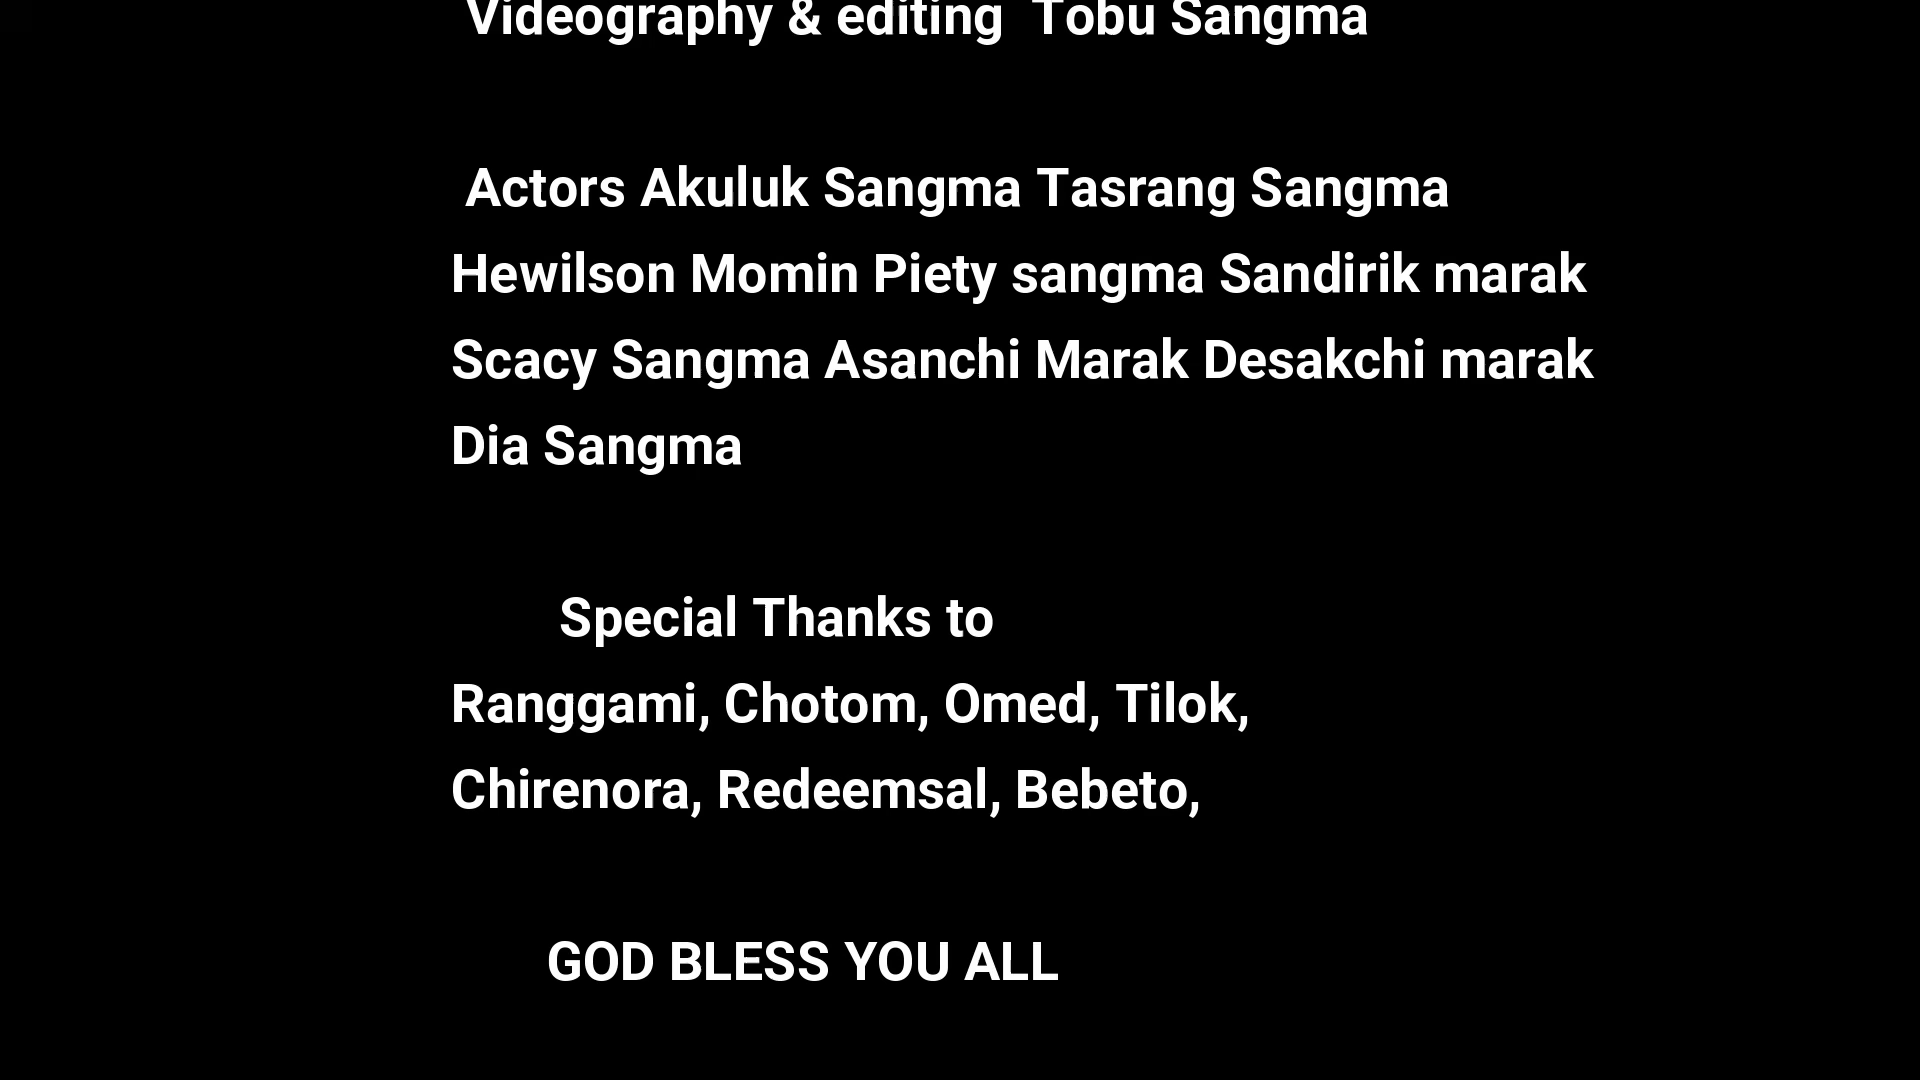 Videography & editing Tobu Sangma
Actors Akuluk Sangma Tasrang Sangma
Hewilson Momin Piety sangma Sandirik marak
Scacy Sangma Asanchi Marak Desakchi marak
Dia Sangma
Special Thanks to
Ranggami, Chotom, Omed, Tilok,
Chirenora, Redeemsal, Bebeto,
GOD BLESS YOU ALL